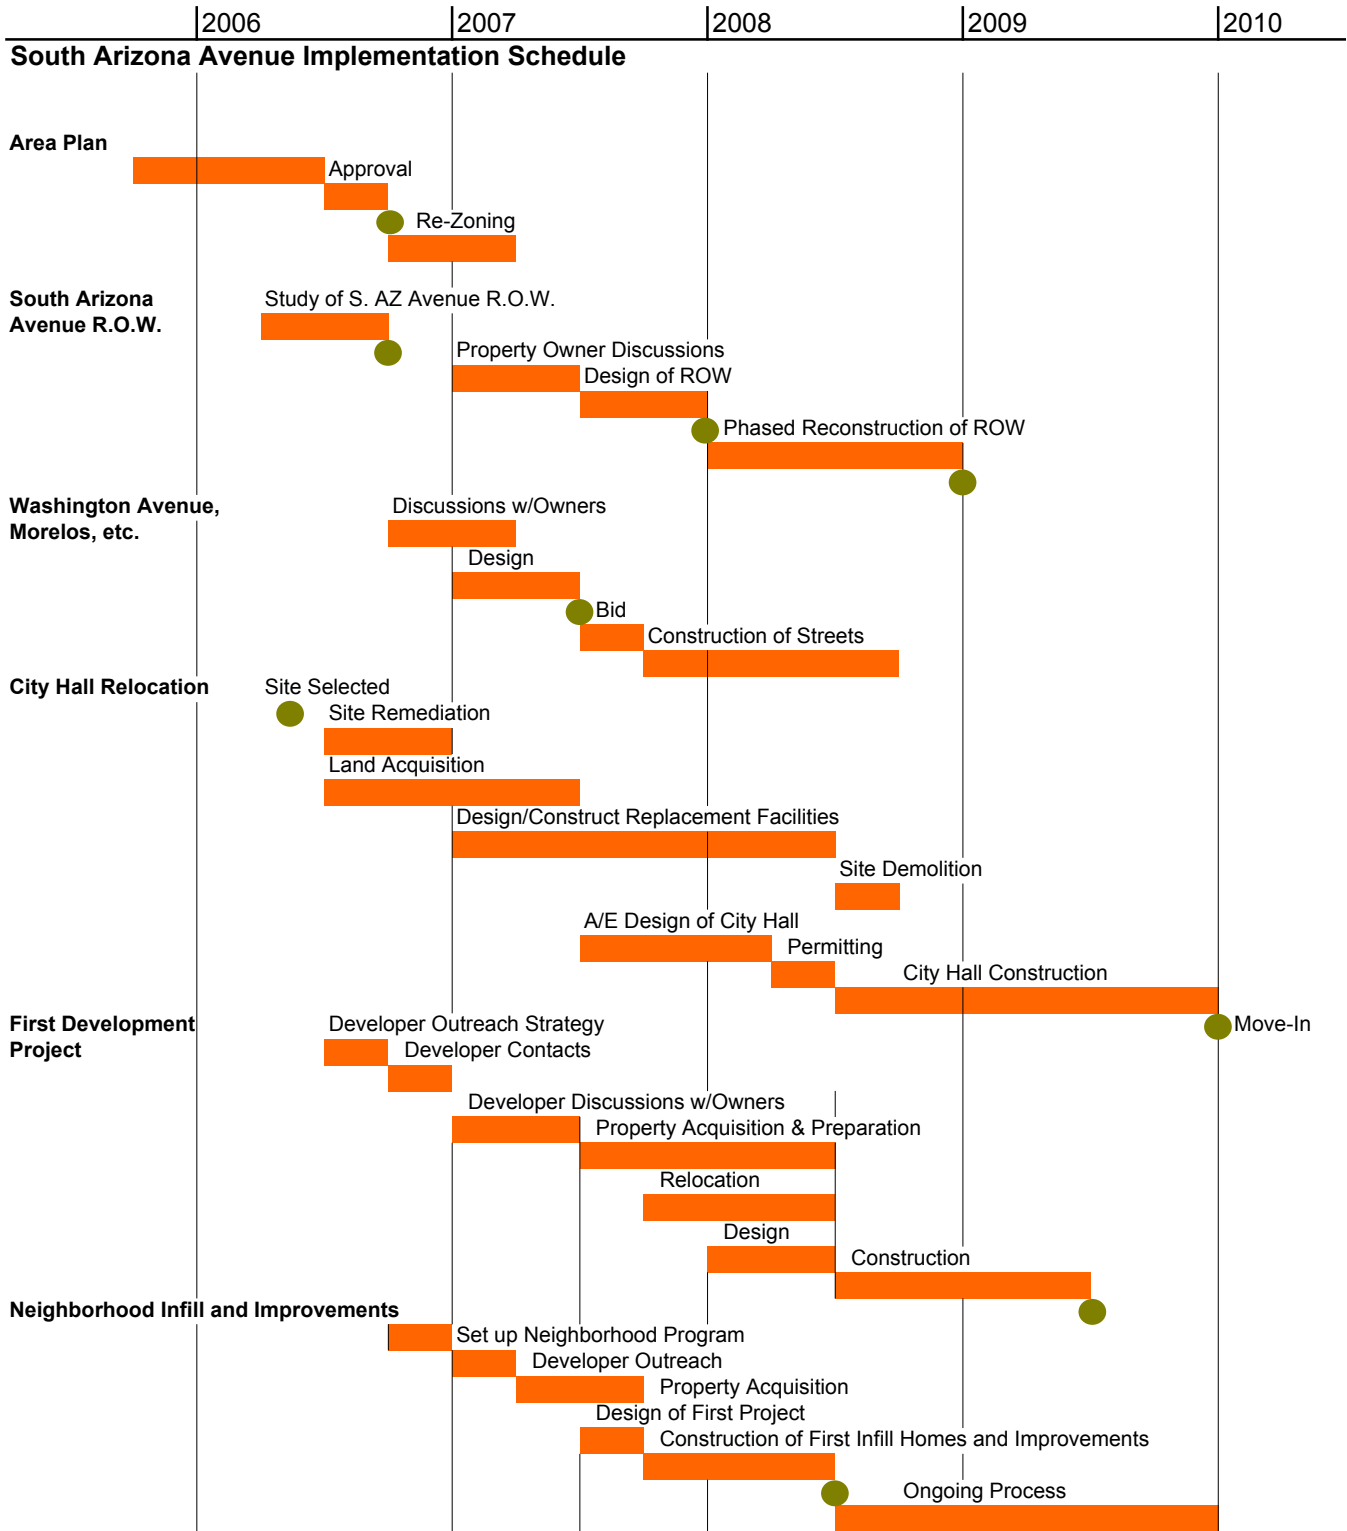 2006 2007 2008 2009 2010
South Arizona Avenue Implementation Schedule
Area Plan
Approval
Re-Zoning
South Arizona
Avenue R.O.W.
Study of S. AZ Avenue R.O.W.
Property Owner Discussions
Design of ROW
Phased Reconstruction of ROW
Washington Avenue,
Morelos, etc.
Discussions w/Owners
Design
Bid
Construction of Streets
City Hall Relocation
Site Selected
Site Remediation
Land Acquisition
Design/Construct Replacement Facilities
Site Demolition
A/E Design of City Hall
Permitting
City Hall Construction
Move-In
First Development
Project
Developer Outreach Strategy
Developer Contacts
Developer Discussions w/Owners
Property Acquisition & Preparation
Relocation
Design
Construction
Neighborhood Infill and Improvements
Set up Neighborhood Program
Developer Outreach
Property Acquisition
Design of First Project
Construction of First Infill Homes and Improvements
Ongoing Process